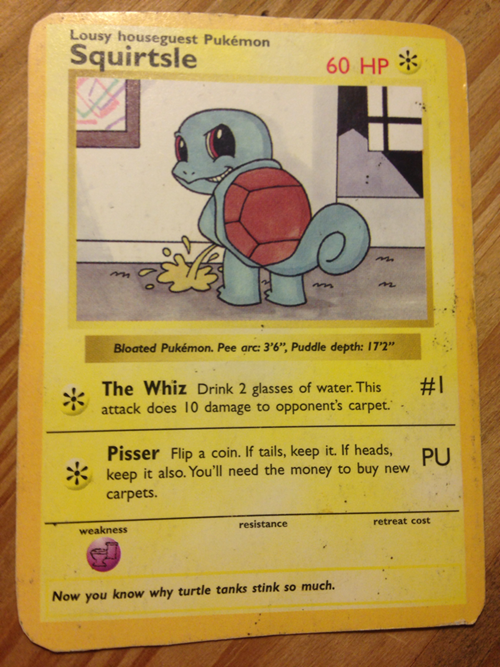 Lousy houseguest Pukémon
Squirtsle
60 HP
Bloated Pukémon. Pee arc: 3'6", Puddle depth: 17'2"
The Whiz Drink 2 glasses of water. This
attack does 10 damage to opponent's carpet.
#1
Pisser Flip a coin. If tails, keep it. If heads,
keep it also. You'll need the money to buy new
carpets.
PU
weakness
resistance
retreat cost
Now you know why turtle tanks stink so much.